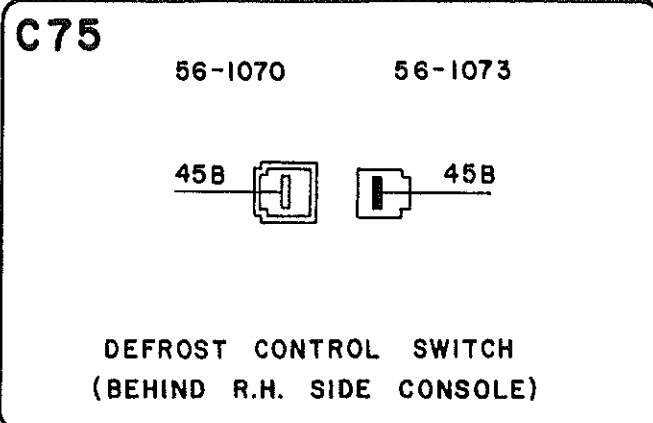 C75
56-1070 56-1073
45B 45B
DEFROST CONTROL SWITCH
(BEHIND R.H. SIDE CONSOLE)